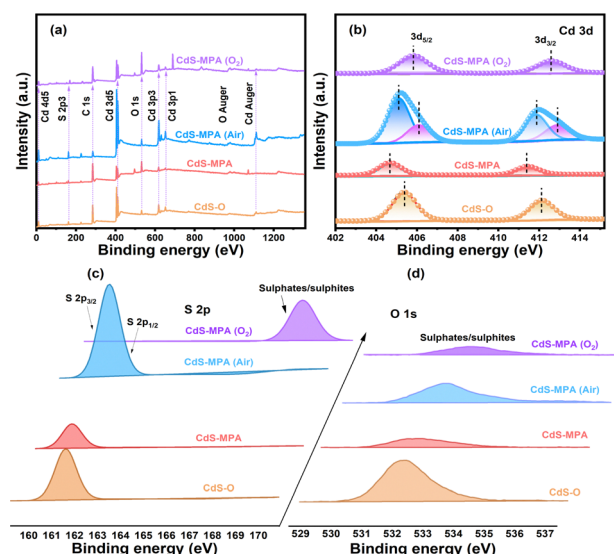 (a)
CdS-MPA (O2)
Cd 4d5
S 2p3
C 1s
Cd 3d5
O 1s
Cd 3p3
Cd 3p1
O Auger
Cd Auger
CdS-MPA (Air)
CdS-MPA
CdS-O
Intensity (a.u.)
0 200 400 600 800 1000 1200
Binding energy (eV)
(b)
Cd 3d
3d5/2
3d3/2
CdS-MPA (O2)
CdS-MPA (Air)
CdS-MPA
CdS-O
Intensity (a.u.)
402 404 406 408 410 412 414
Binding energy (eV)
(c)
S 2p
S 2p3/2
S 2p1/2
Sulphates/sulphites
CdS-MPA (O2)
CdS-MPA (Air)
CdS-MPA
CdS-O
160 161 162 163 164 165 166 167 168 169 170
Binding energy (eV)
(d)
O 1s
Sulphates/sulphites
CdS-MPA (O2)
CdS-MPA (Air)
CdS-MPA
CdS-O
529 530 531 532 533 534 535 536 537
Binding energy (eV)